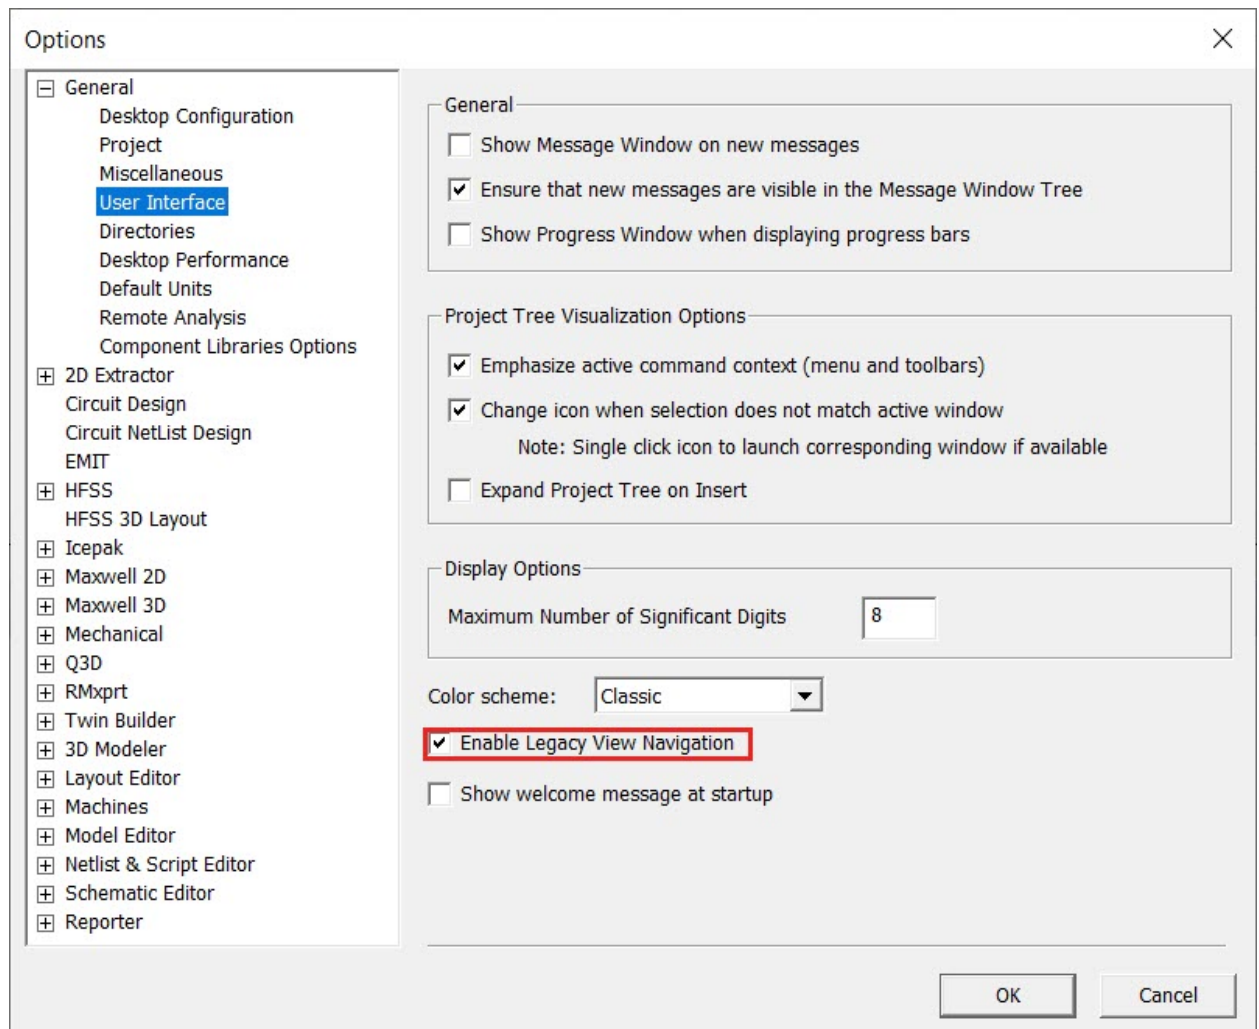 Options
General
Desktop Configuration
Project
Miscellaneous
User Interface
Directories
Desktop Performance
Default Units
Remote Analysis
Component Libraries Options
2D Extractor
Circuit Design
Circuit NetList Design
EMIT
HFSS
HFSS 3D Layout
Icepak
Maxwell 2D
Maxwell 3D
Mechanical
Q3D
RMxprt
Twin Builder
3D Modeler
Layout Editor
Machines
Model Editor
Netlist & Script Editor
Schematic Editor
Reporter
General
Show Message Window on new messages
Ensure that new messages are visible in the Message Window Tree
Show Progress Window when displaying progress bars
Project Tree Visualization Options
Emphasize active command context (menu and toolbars)
Change icon when selection does not match active window
Note: Single click icon to launch corresponding window if available
Expand Project Tree on Insert
Display Options
Maximum Number of Significant Digits 8
Color scheme: Classic
Enable Legacy View Navigation
Show welcome message at startup
OK Cancel